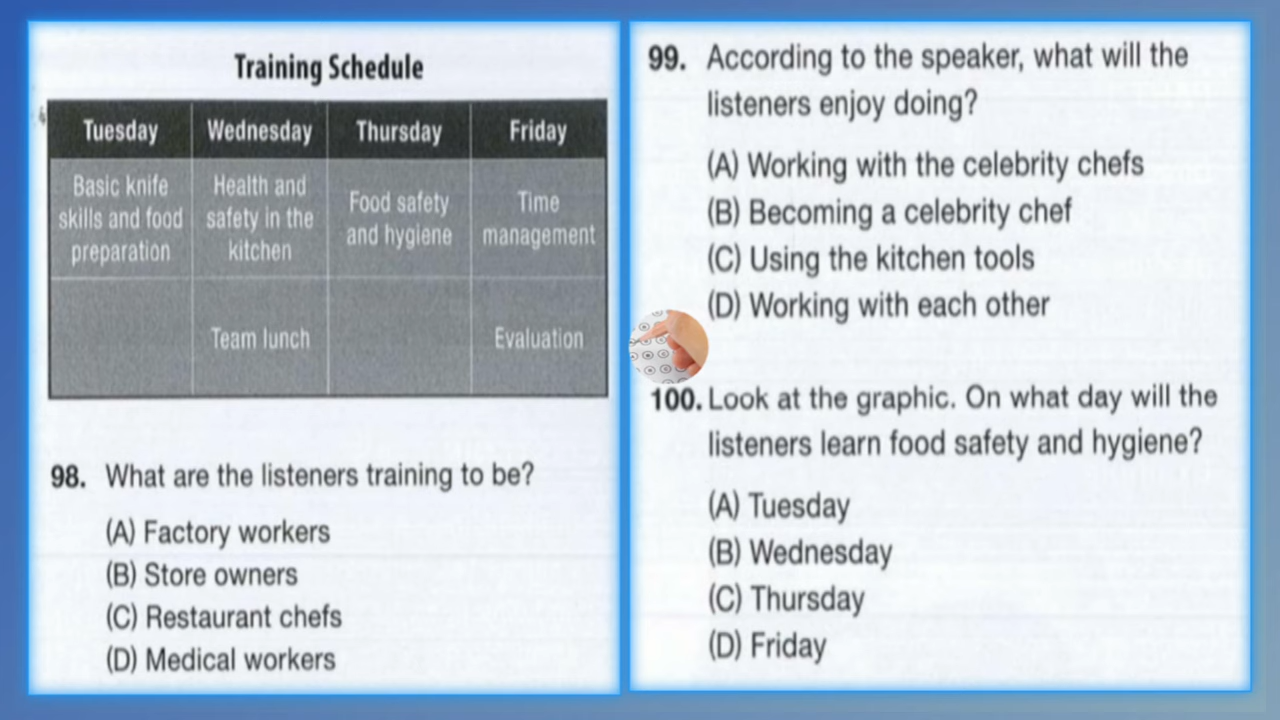 Training Schedule
Tuesday Wednesday Thursday Friday
Basic knife
skills and food
preparation
Health and
safety in the
kitchen
Food safety
and hygiene
Time
management
Team lunch
Evaluation
98. What are the listeners training to be?
(A) Factory workers
(B) Store owners
(C) Restaurant chefs
(D) Medical workers
99. According to the speaker, what will the
listeners enjoy doing?
(A) Working with the celebrity chefs
(B) Becoming a celebrity chef
(C) Using the kitchen tools
(D) Working with each other
100. Look at the graphic. On what day will the
listeners learn food safety and hygiene?
(A) Tuesday
(B) Wednesday
(C) Thursday
(D) Friday